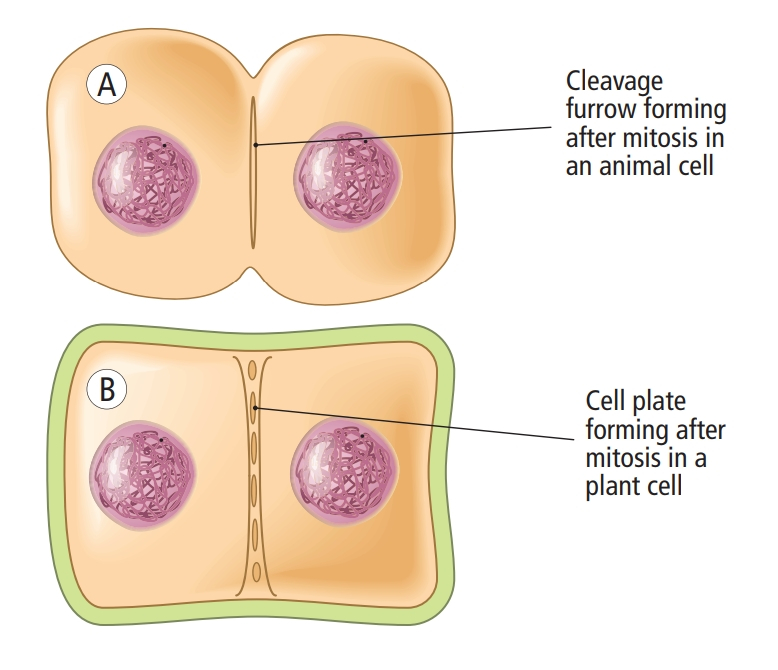 A
Cleavage
furrow forming
after mitosis in
an animal cell
B
Cell plate
forming after
mitosis in a
plant cell